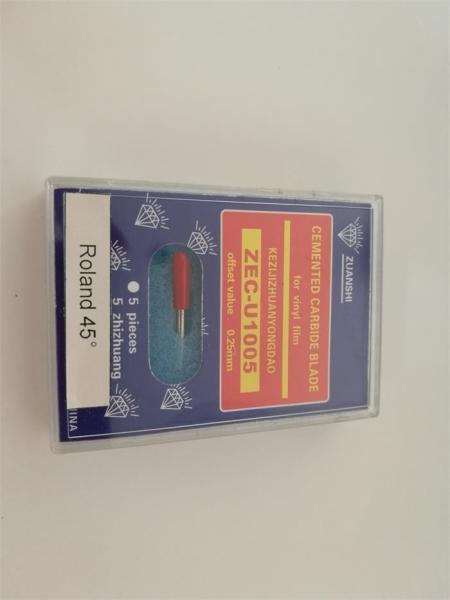 ZUANSHI
CEMENTED CARBIDE BLADE
for vinyl film
KEZIJIZHUANYONGDAO
ZEC-U1005
offset value 0.25mm
5 pieces
5 zhizhuang
Roland 45°